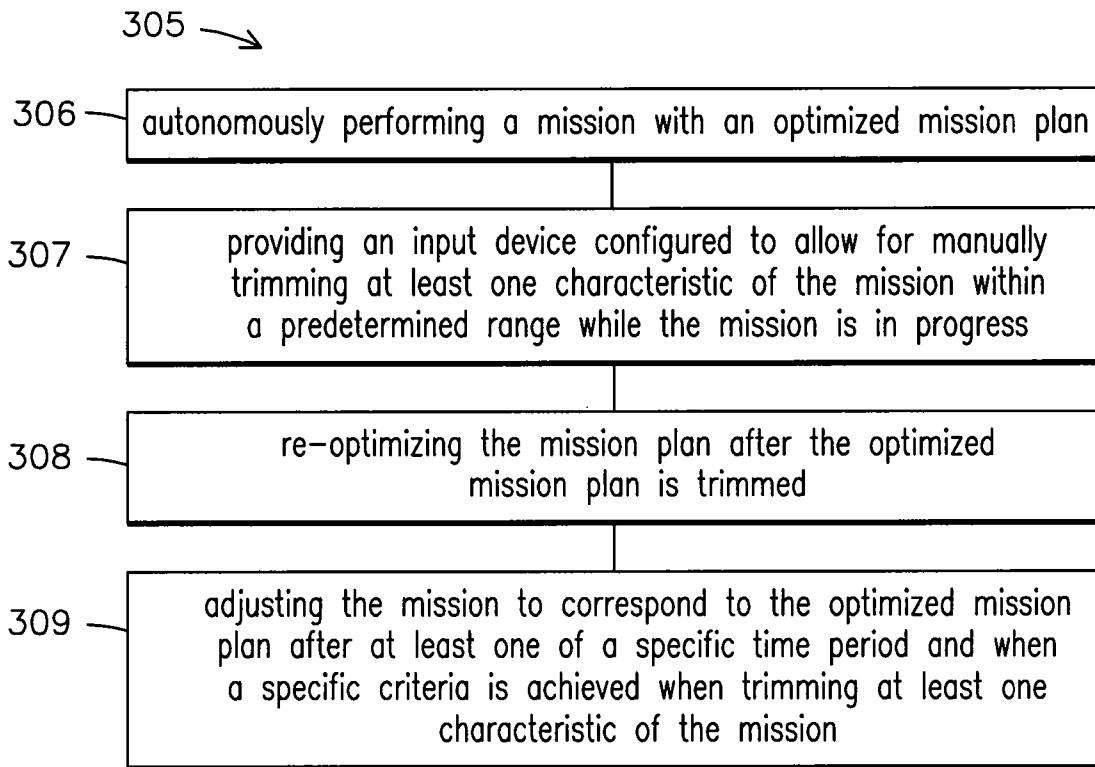 305
306
autonomously performing a mission with an optimized mission plan
307
providing an input device configured to allow for manually
trimming at least one characteristic of the mission within
a predetermined range while the mission is in progress
308
re-optimizing the mission plan after the optimized
mission plan is trimmed
309
adjusting the mission to correspond to the optimized mission
plan after at least one of a specific time period and when
a specific criteria is achieved when trimming at least one
characteristic of the mission